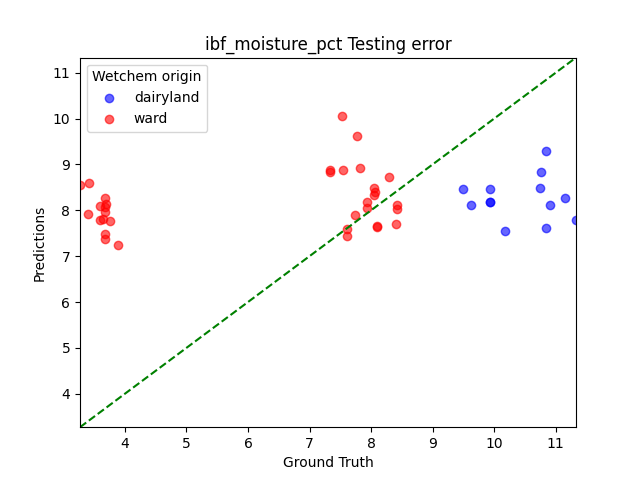 ibf_moisture_pct Testing error
Wetchem origin
dairyland
ward
11
10
9
8
7
6
5
4
Predictions
4
5
6
7
8
9
10
11
Ground Truth